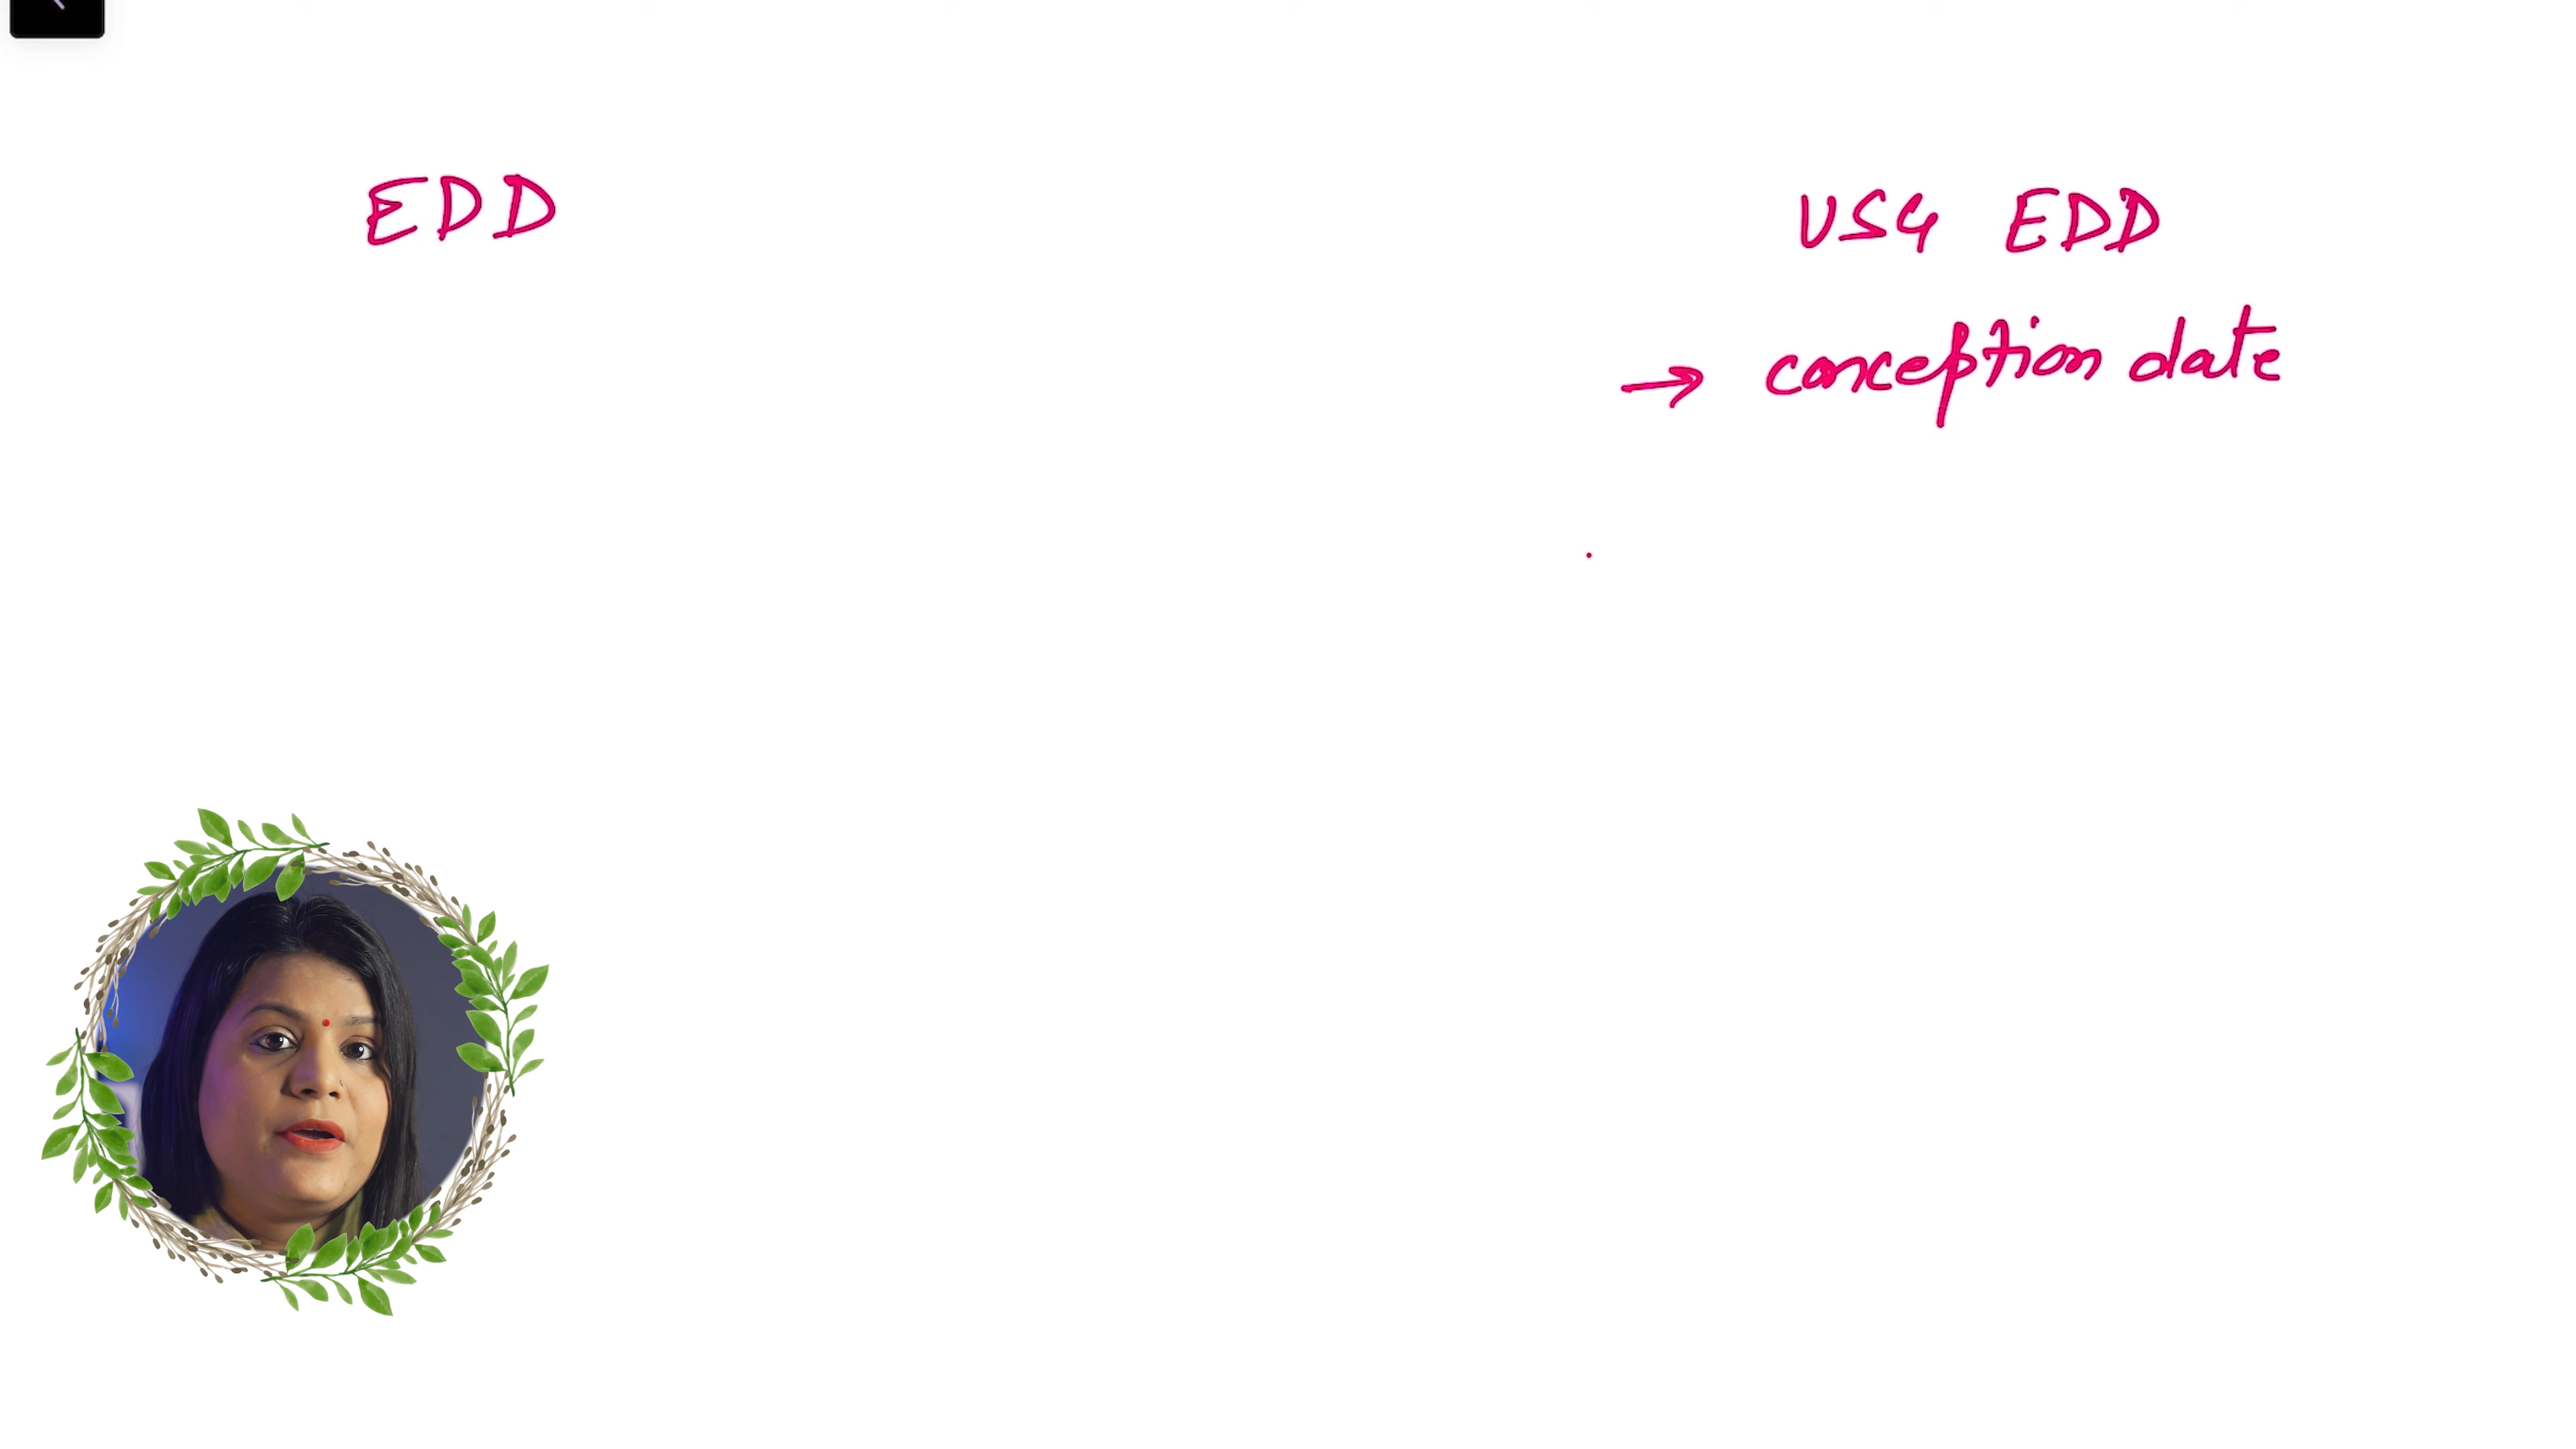 EDD
USG EDD
→ conception date